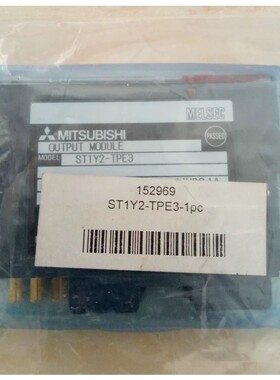 MELSEC
MITSUBISHI
PASSED
OUTPUT MODULE
MODEL ST1Y2-TPE3
152969
ST1Y2-TPE3-1pc